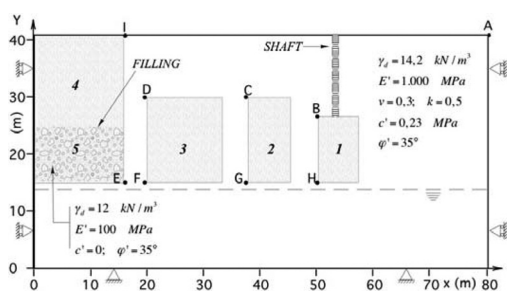 Y
I
A
40
SHAFT
FILLING
γd=14,2 kN/m³
E'=1.000 MPa
ν=0,3; k=0,5
c'=0,23 MPa
φ'=35°
4
30
D
C
B
(m)
20
5
3
2
1
E
F
G
H
10
γd=12 kN/m³
E'=100 MPa
c'=0; φ'=35°
0
0 10 20 30 40 50 60 70 x (m) 80